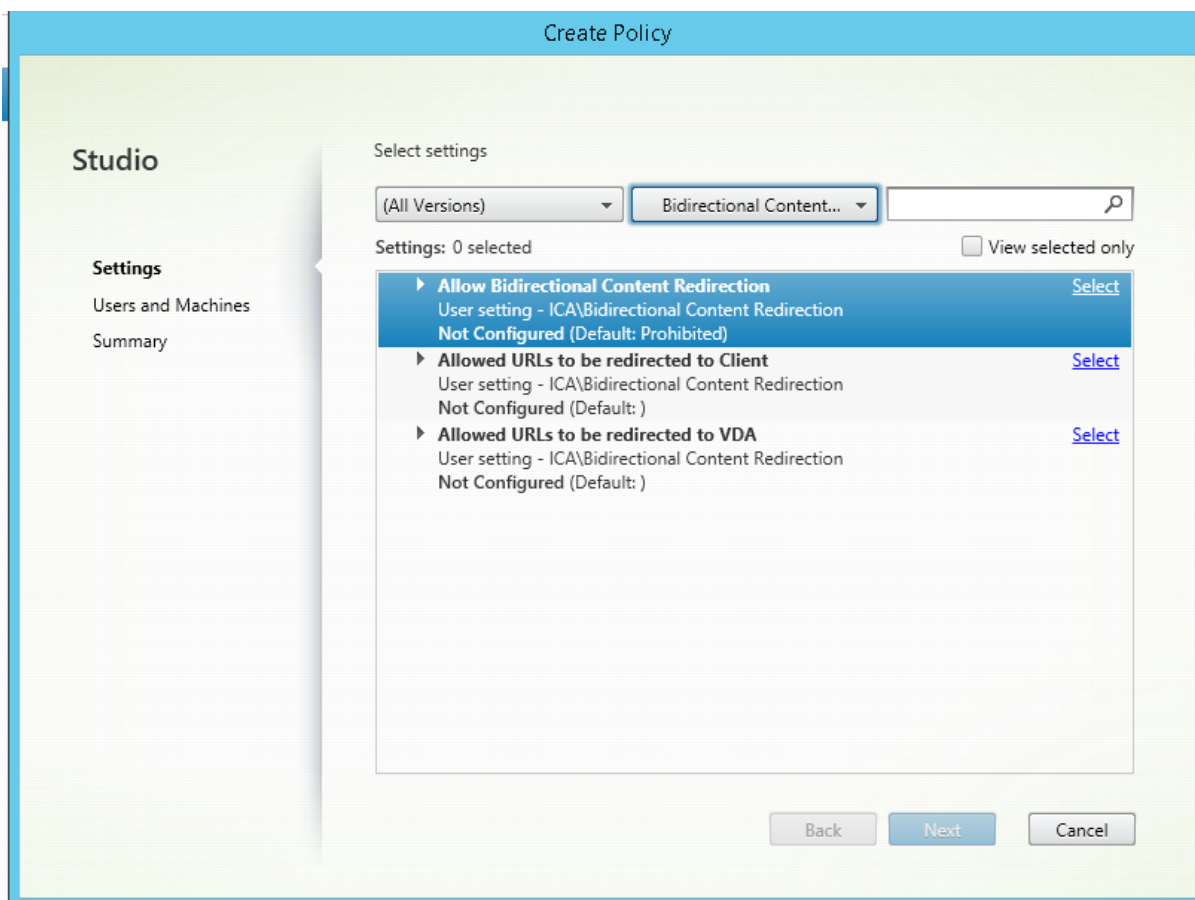 Create Policy
Studio
Settings
Users and Machines
Summary
Select settings
(All Versions)
Bidirectional Content...
Settings: 0 selected
View selected only
Allow Bidirectional Content Redirection
Select
User setting - ICA\Bidirectional Content Redirection
Not Configured (Default: Prohibited)
Allowed URLs to be redirected to Client
Select
User setting - ICA\Bidirectional Content Redirection
Not Configured (Default: )
Allowed URLs to be redirected to VDA
Select
User setting - ICA\Bidirectional Content Redirection
Not Configured (Default: )
Back
Next
Cancel